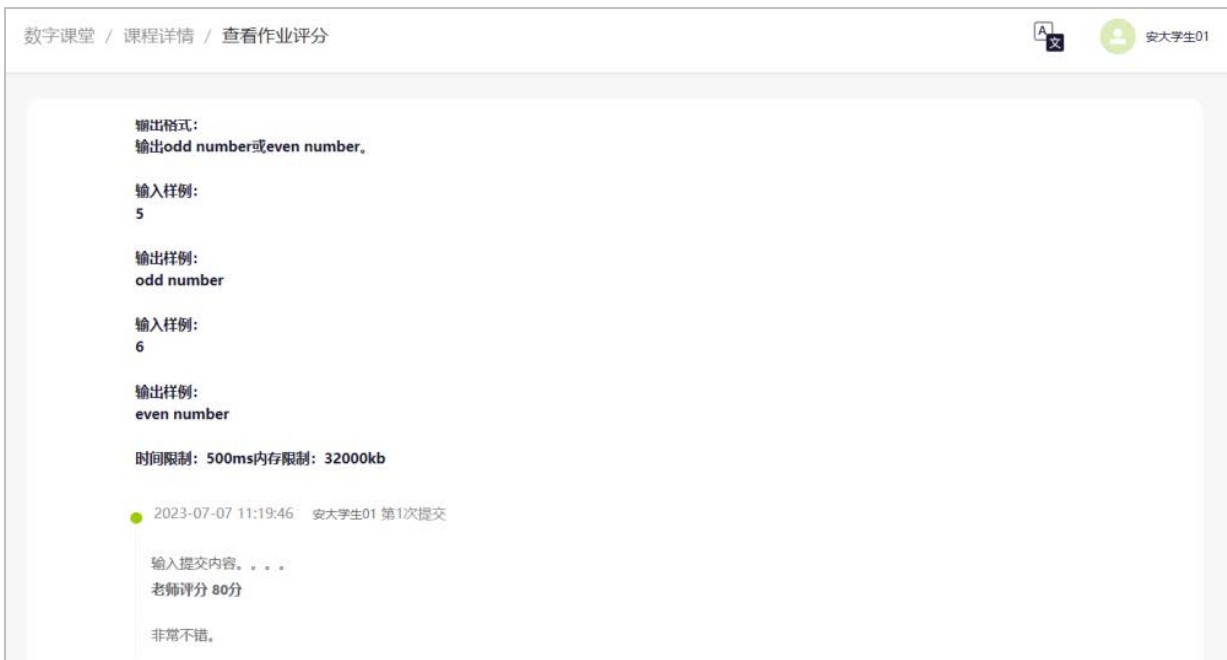 数字课堂 / 课程详情 / 查看作业评分
安大学生01
输出格式：
输出odd number或even number。
输入样例：
5
输出样例：
odd number
输入样例：
6
输出样例：
even number
时间限制：500ms内存限制：32000kb
2023-07-07 11:19:46 安大学生01 第1次提交
输入提交内容。。。。
老师评分 80分
非常不错。